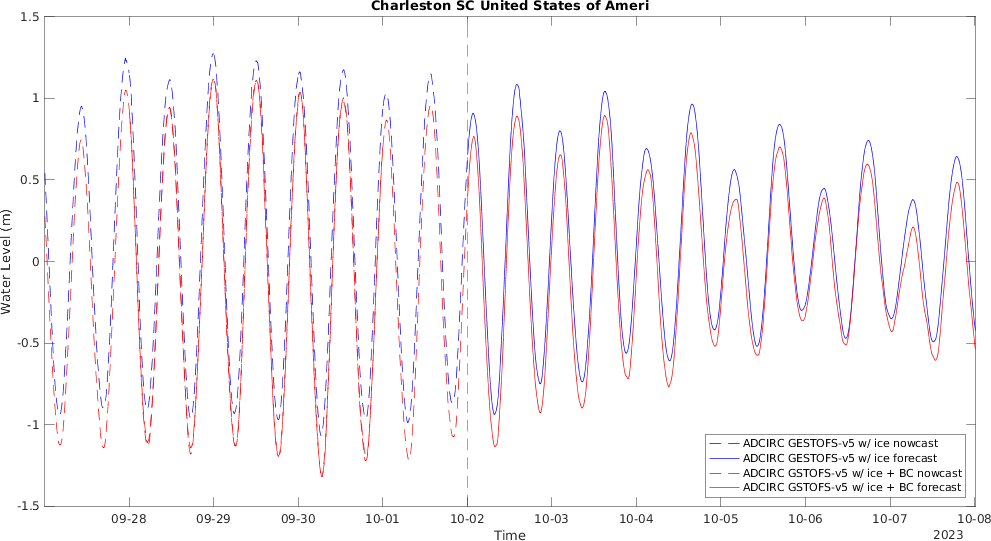 Charleston SC United States of Ameri
1.5
1
0.5
0
-0.5
-1
-1.5
Water Level (m)
ADCIRC GESTOFS-v5 w/ ice nowcast
ADCIRC GESTOFS-v5 w/ ice forecast
ADCIRC GSTOFS-v5 w/ ice + BC nowcast
ADCIRC GSTOFS-v5 w/ ice + BC forecast
09-28 09-29 09-30 10-01 10-02 10-03 10-04 10-05 10-06 10-07 10-08
Time
2023